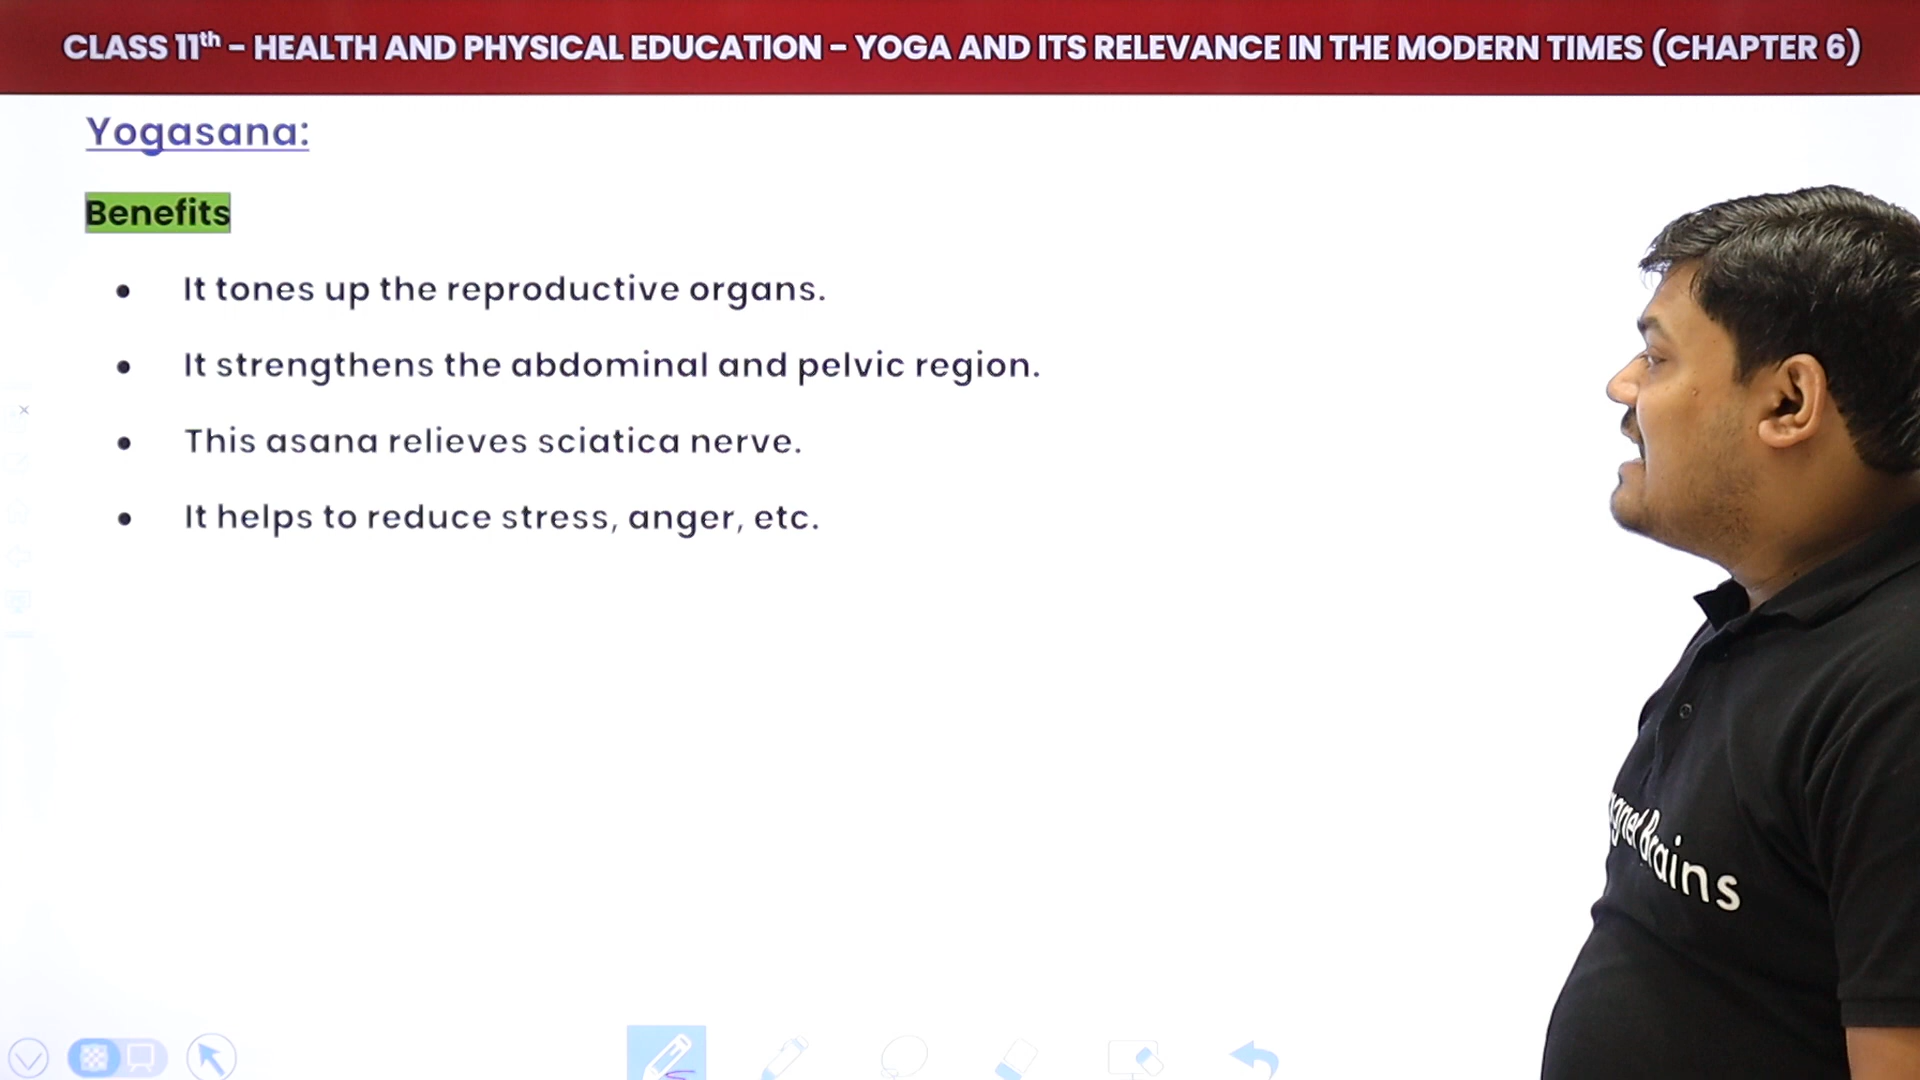 CLASS 11th - HEALTH AND PHYSICAL EDUCATION - YOGA AND ITS RELEVANCE IN THE MODERN TIMES (CHAPTER 6)
Yogasana:
Benefits
• It tones up the reproductive organs.
• It strengthens the abdominal and pelvic region.
• This asana relieves sciatica nerve.
• It helps to reduce stress, anger, etc.
Brains